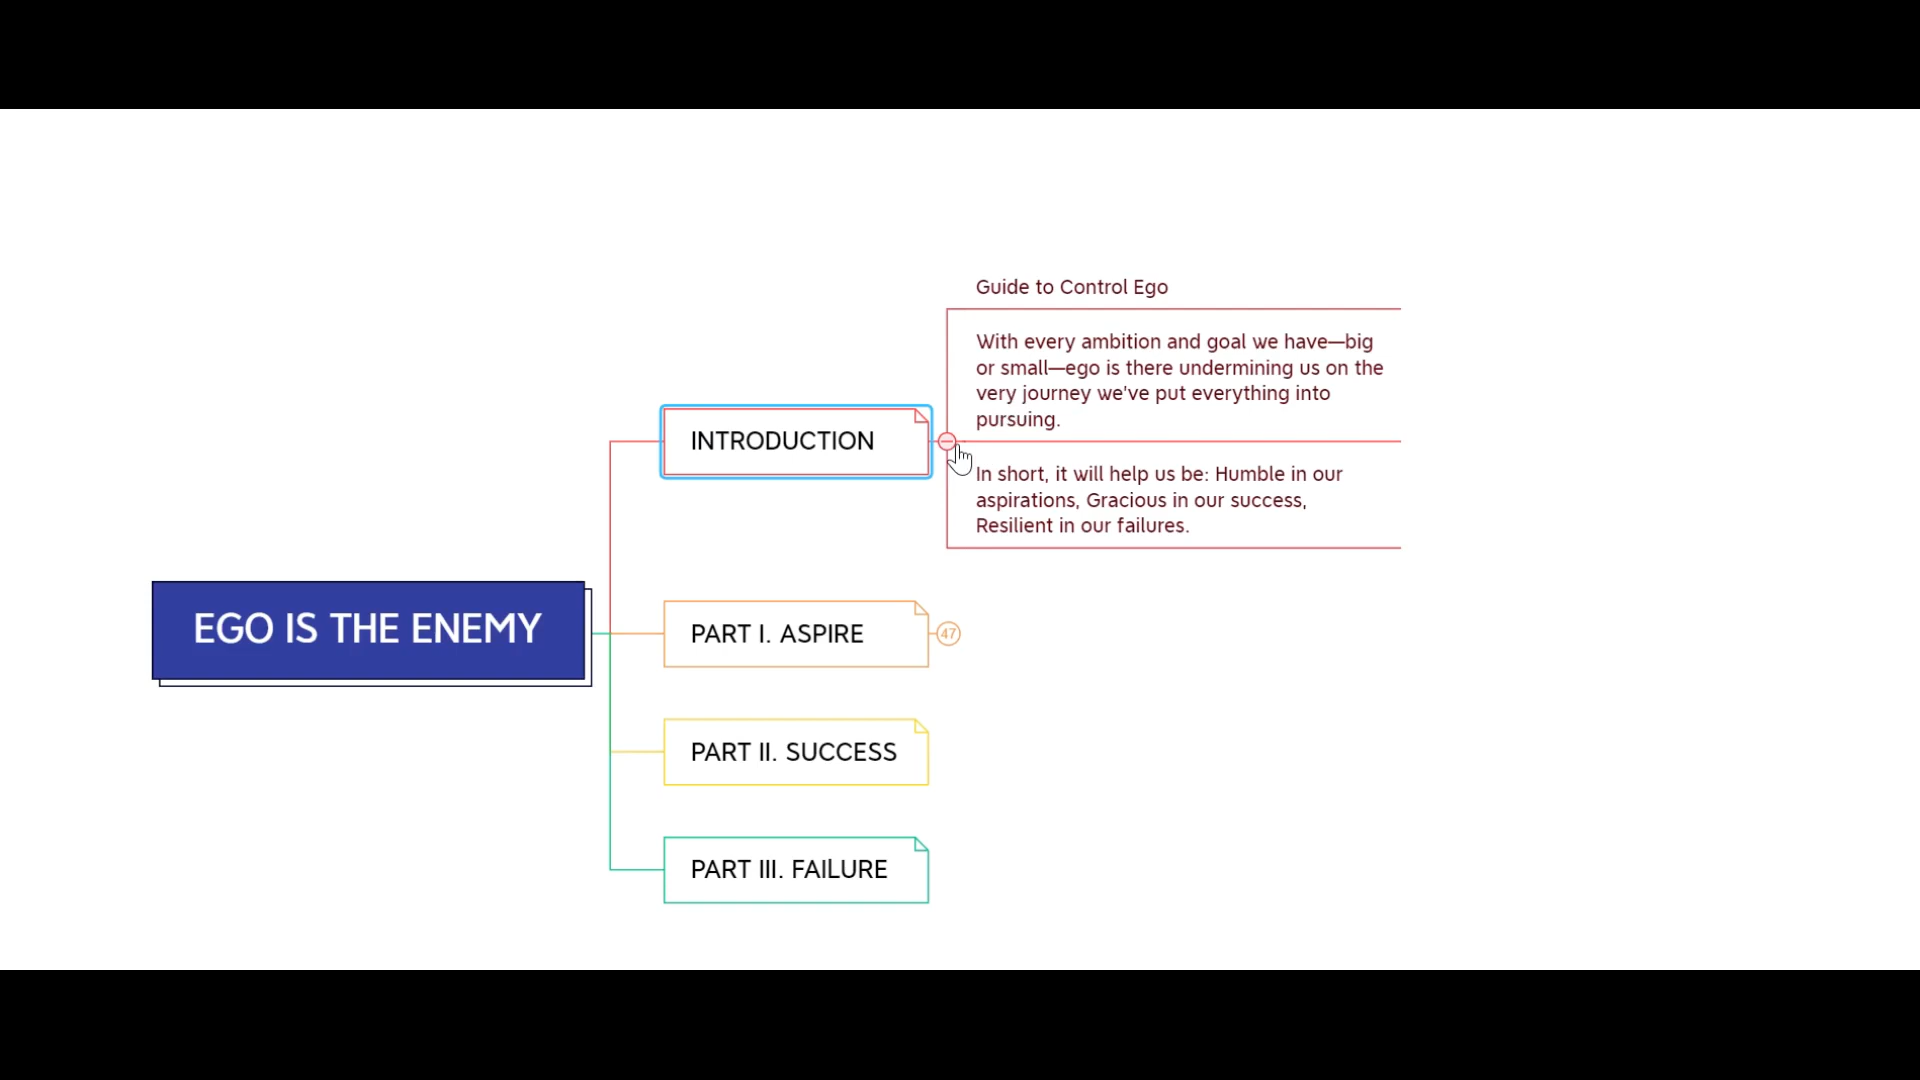 Guide to Control Ego
With every ambition and goal we have—big
or small—ego is there undermining us on the
very journey we've put everything into
pursuing.
INTRODUCTION
In short, it will help us be: Humble in our
aspirations, Gracious in our success,
Resilient in our failures.
EGO IS THE ENEMY
PART I. ASPIRE
47
PART II. SUCCESS
PART III. FAILURE